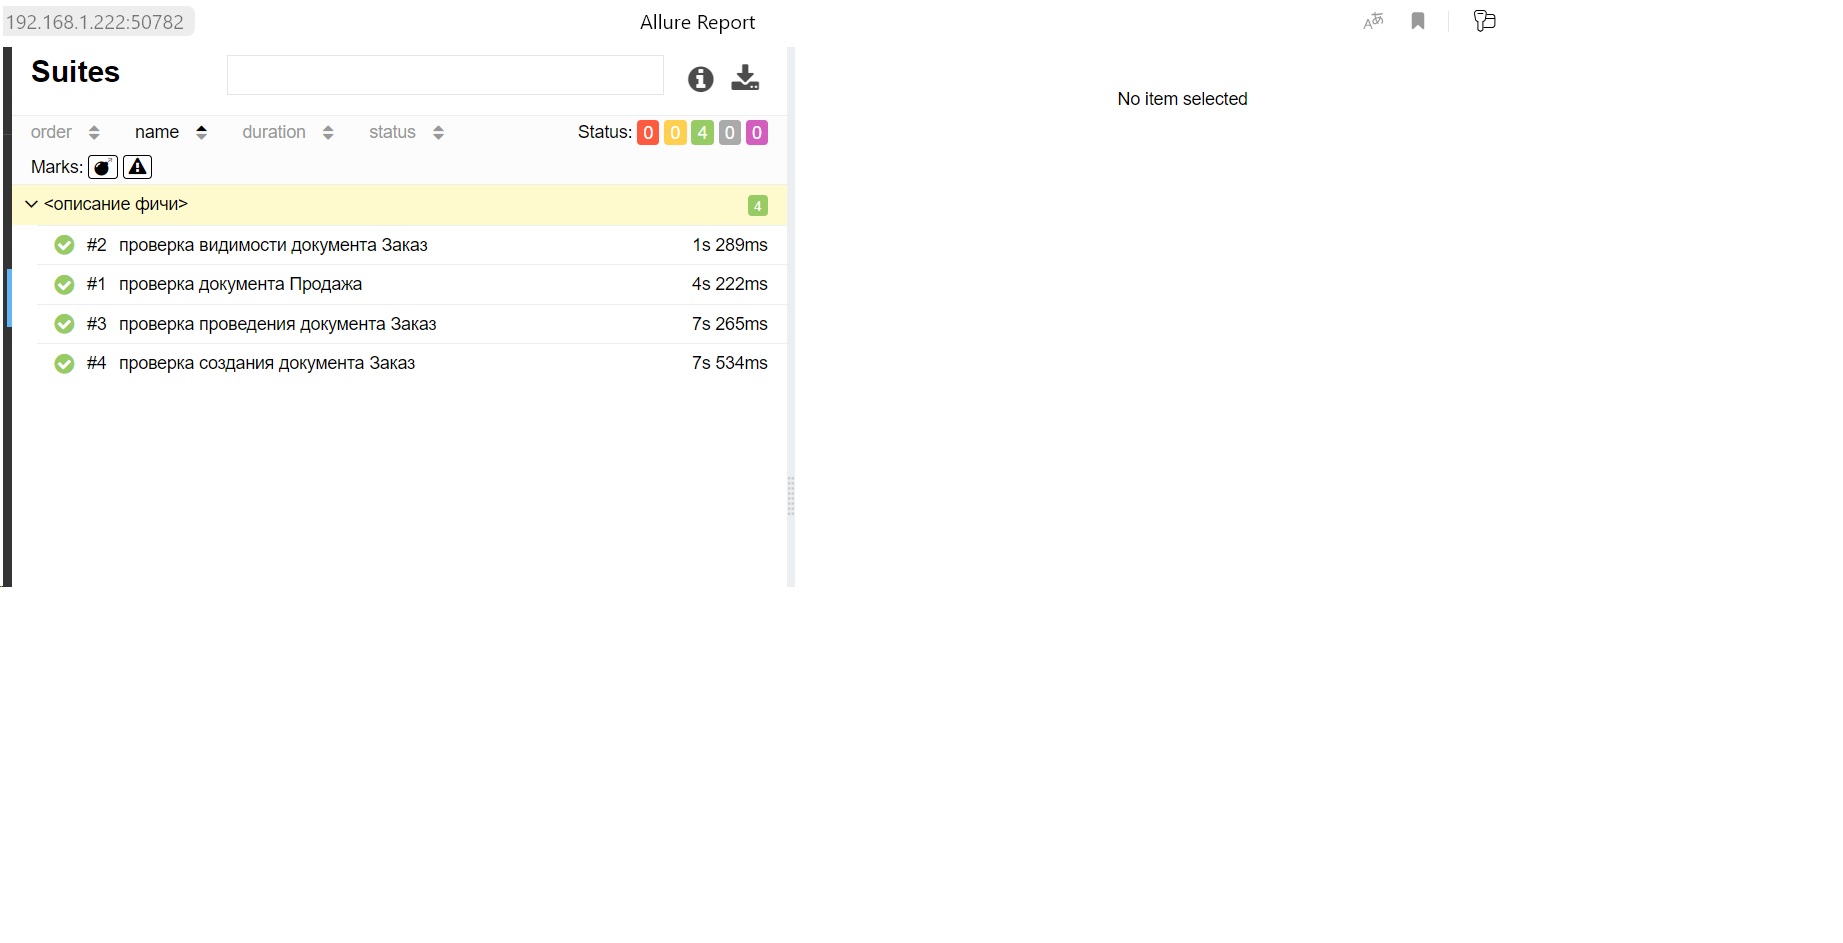 192.168.1.222:50782
Allure Report
Suites
No item selected
order name duration status Status: 0 0 4 0 0
Marks:
<описание фичи> 4
#2 проверка видимости документа Заказ 1s 289ms
#1 проверка документа Продажа 4s 222ms
#3 проверка проведения документа Заказ 7s 265ms
#4 проверка создания документа Заказ 7s 534ms